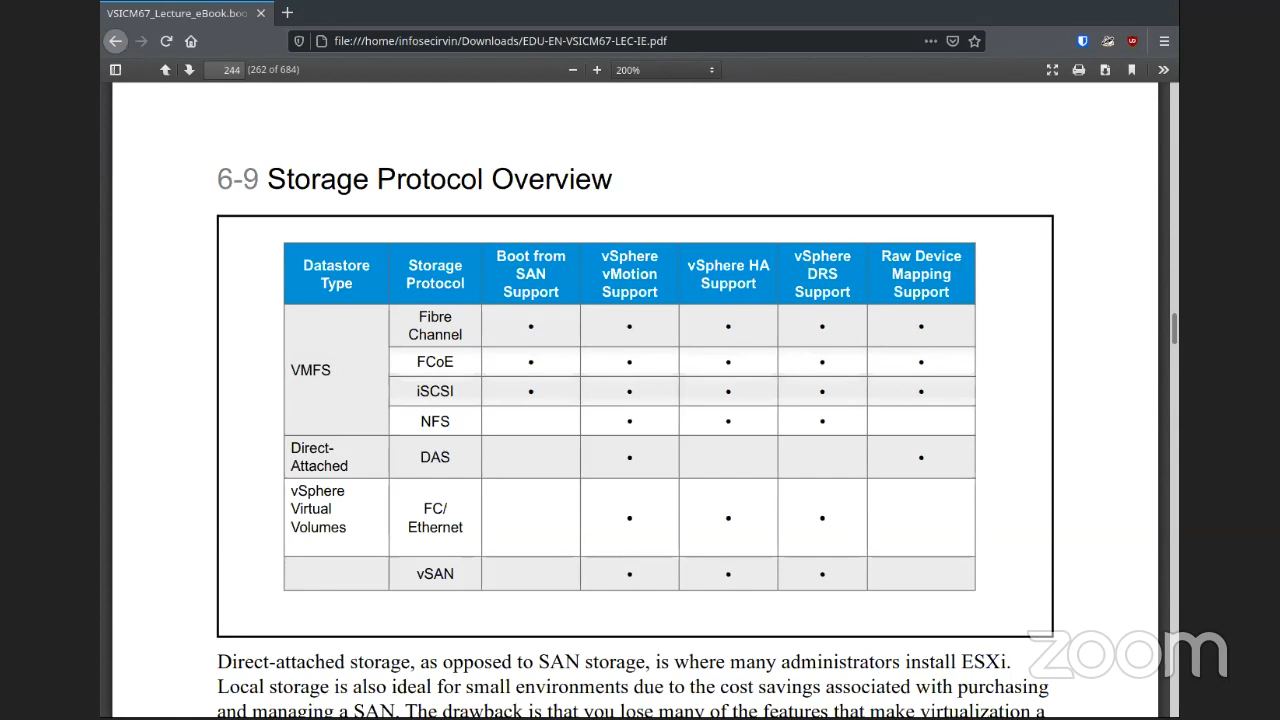 VSICM67_Lecture_eBook.boo
file:///home/infosecirvin/Downloads/EDU-EN-VSICM67-LEC-IE.pdf
244 (262 of 684) 200%
6-9 Storage Protocol Overview
Datastore Type Storage Protocol Boot from SAN Support vSphere vMotion Support vSphere HA Support vSphere DRS Support Raw Device Mapping Support
VMFS
Fibre Channel • • • • •
FCoE • • • • •
iSCSI • • • • •
NFS • • •
Direct-Attached DAS • •
vSphere Virtual Volumes FC/ Ethernet • • •
vSAN • • •
Direct-attached storage, as opposed to SAN storage, is where many administrators install ESXi.
Local storage is also ideal for small environments due to the cost savings associated with purchasing
and managing a SAN. The drawback is that you lose many of the features that make virtualization a
zoom